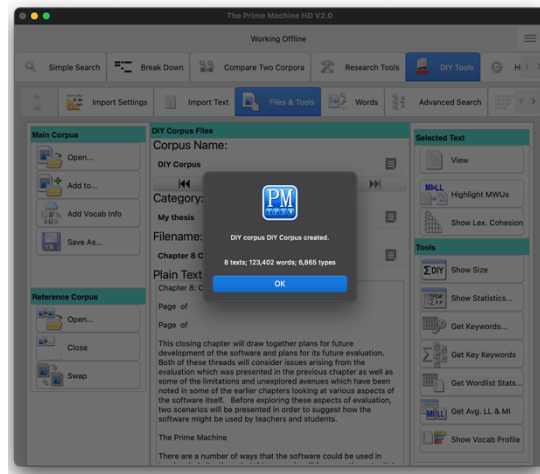 The Prime Machine HD V2.0
Working Offline
Simple Search
Break Down
Compare Two Corpora
Research Tools
DIY Tools
H
Import Settings
Import Text
Files & Tools
Words
Advanced Search
Main Corpus
Open...
Add to...
Add Vocab Info
Save As...
Reference Corpus
Open...
Close
Swap
DIY Corpus Files
Corpus Name:
DIY Corpus
Category:
My thesis
Filename:
Chapter 8 C
Plain Text
Chapter 8: C
Page of
Page of
This closing chapter will draw together plans for future
development of the software and plans for its future evaluation.
Both of these threads will consider issues arising from the
evaluation which was presented in the previous chapter as well as
some of the limitations and unexplored avenues which have been
noted in some of the earlier chapters looking at various aspects of
the software itself. Before exploring these aspects of evaluation,
two scenarios will be presented in order to suggest how the
software might be used by teachers and students.
The Prime Machine
There are a number of ways that the software could be used in
PM
DIY corpus DIY Corpus created.
8 texts; 123,402 words; 6,865 types
OK
Selected Text
View
Highlight MWUs
Show Lex. Cohesion
Tools
Show Size
Show Statistics...
Get Keywords...
Get Key Keywords
Get Wordlist Stats...
Get Avg. LL & MI
Show Vocab Profile